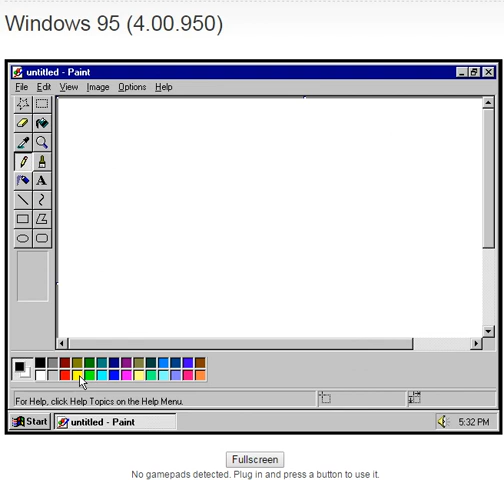 Windows 95 (4.00.950)
untitled - Paint
File Edit View Image Options Help
A
For Help, click Help Topics on the Help Menu.
Start untitled - Paint 5:32 PM
Fullscreen
No gamepads detected. Plug in and press a button to use it.